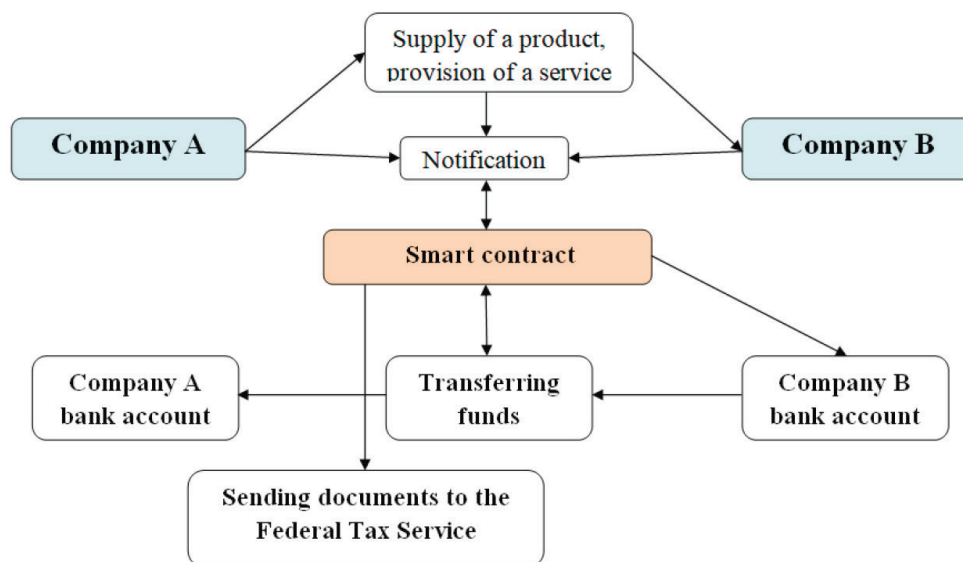 Supply of a product,
provision of a service
Company A
Notification
Company B
Smart contract
Company A
bank account
Transferring
funds
Company B
bank account
Sending documents to the
Federal Tax Service